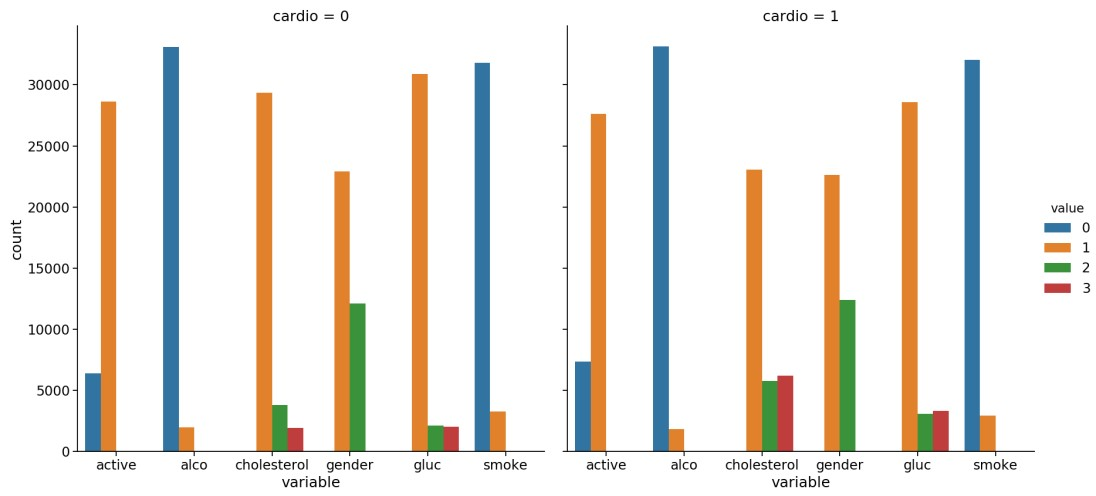 cardio = 0
cardio = 1
count
30000
25000
20000
15000
10000
5000
0
active alco cholesterol gender gluc smoke
variable
active alco cholesterol gender gluc smoke
variable
value
0
1
2
3